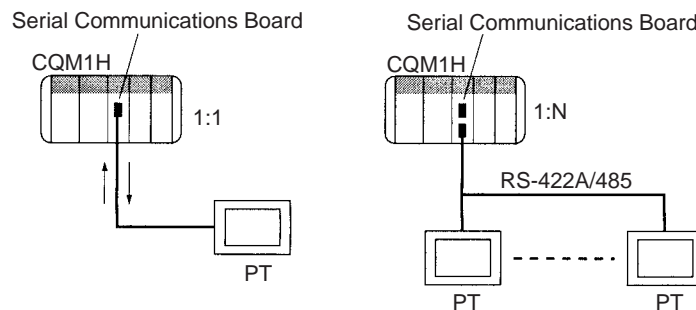 Serial Communications Board
CQM1H
1:1
PT
Serial Communications Board
CQM1H
1:N
RS-422A/485
PT
PT